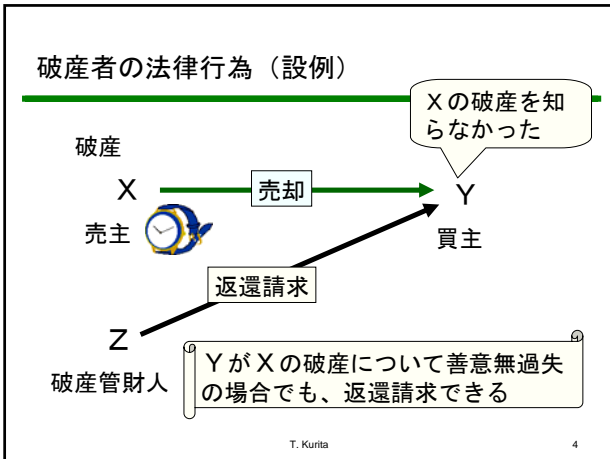 破産者の法律行為（設例）
Ｘの破産を知
らなかった
破産
Ｘ
売却
Ｙ
売主
買主
返還請求
Ｚ
破産管財人
ＹがＸの破産について善意無過失
の場合でも、返還請求できる
T. Kurita
4